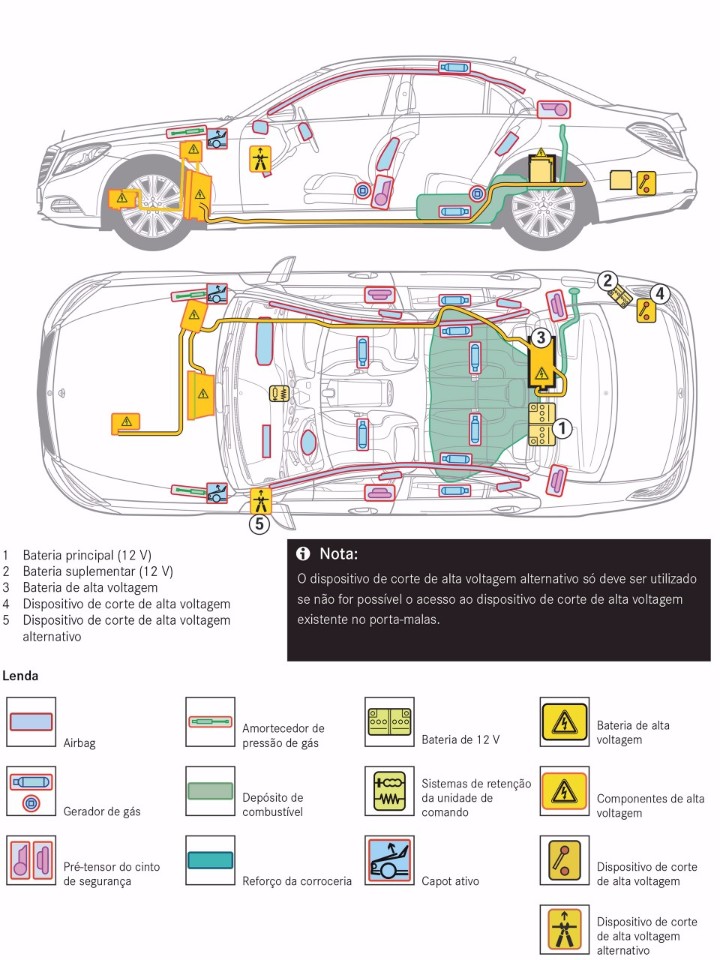 2
4
3
1
5
1 Bateria principal (12 V)
2 Bateria suplementar (12 V)
3 Bateria de alta voltagem
4 Dispositivo de corte de alta voltagem
5 Dispositivo de corte de alta voltagem
alternativo
Nota:
O dispositivo de corte de alta voltagem alternativo só deve ser utilizado
se não for possível o acesso ao dispositivo de corte de alta voltagem
existente no porta-malas.
Lenda
Airbag
Amortecedor de
pressão de gás
Bateria de 12 V
Bateria de alta
voltagem
Gerador de gás
Depósito de
combustível
Sistemas de retenção
da unidade de
comando
Componentes de alta
voltagem
Pré-tensor do cinto
de segurança
Reforço da corroceria
Capot ativo
Dispositivo de corte
de alta voltagem
Dispositivo de corte
de alta voltagem
alternativo